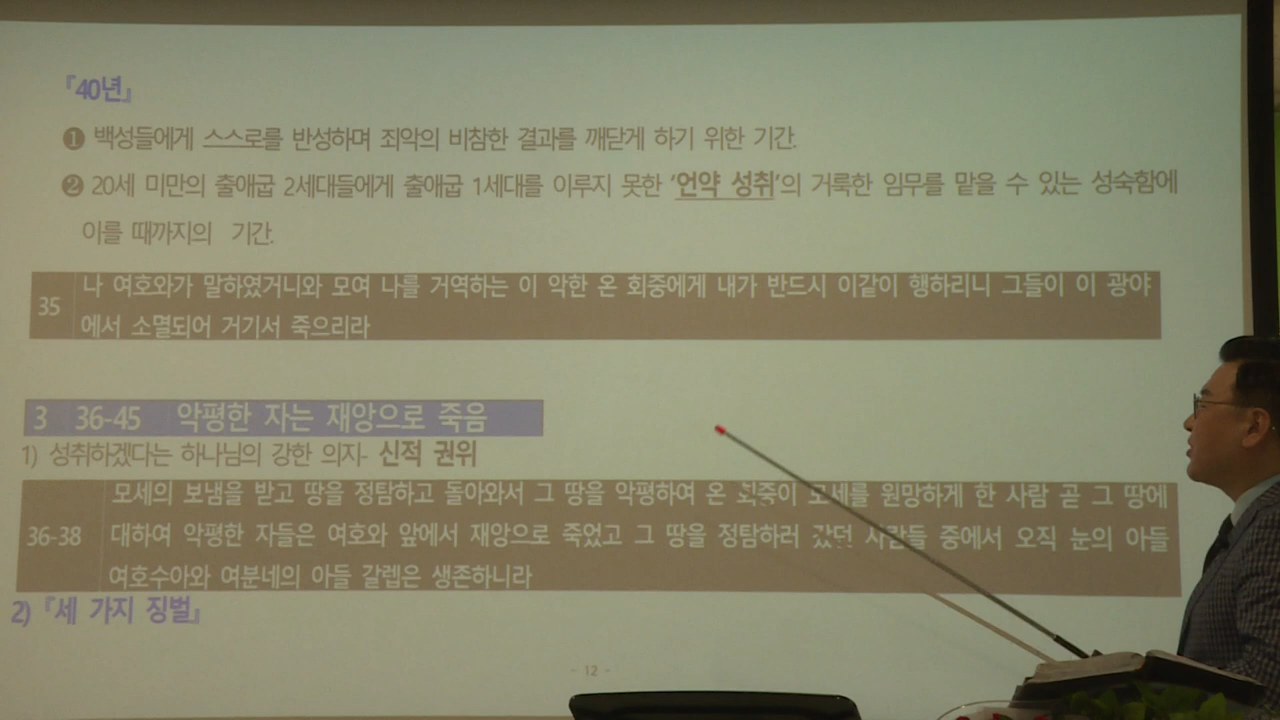 『40년』
❶ 백성들에게 스스로를 반성하며 죄악의 비참한 결과를 깨닫게 하기 위한 기간.
❷ 20세 미만의 출애굽 2세대들에게 출애굽 1세대를 이루지 못한 '언약 성취'의 거룩한 임무를 맡을 수 있는 성숙함에
이를 때까지의 기간.
35 나 여호와가 말하였거니와 모여 나를 거역하는 이 악한 온 회중에게 내가 반드시 이같이 행하리니 그들이 이 광야
에서 소멸되어 거기서 죽으리라
3 36-45 악평한 자는 재앙으로 죽음
1) 성취하겠다는 하나님의 강한 의지- 신적 권위
모세의 보냄을 받고 땅을 정탐하고 돌아와서 그 땅을 악평하여 온 회중이 모세를 원망하게 한 사람 곧 그 땅에
36-38 대하여 악평한 자들은 여호와 앞에서 재앙으로 죽었고 그 땅을 정탐하러 갔던 사람들 중에서 오직 눈의 아들
여호수아와 여분네의 아들 갈렙은 생존하니라
2) 『세 가지 징벌』
- 12 -